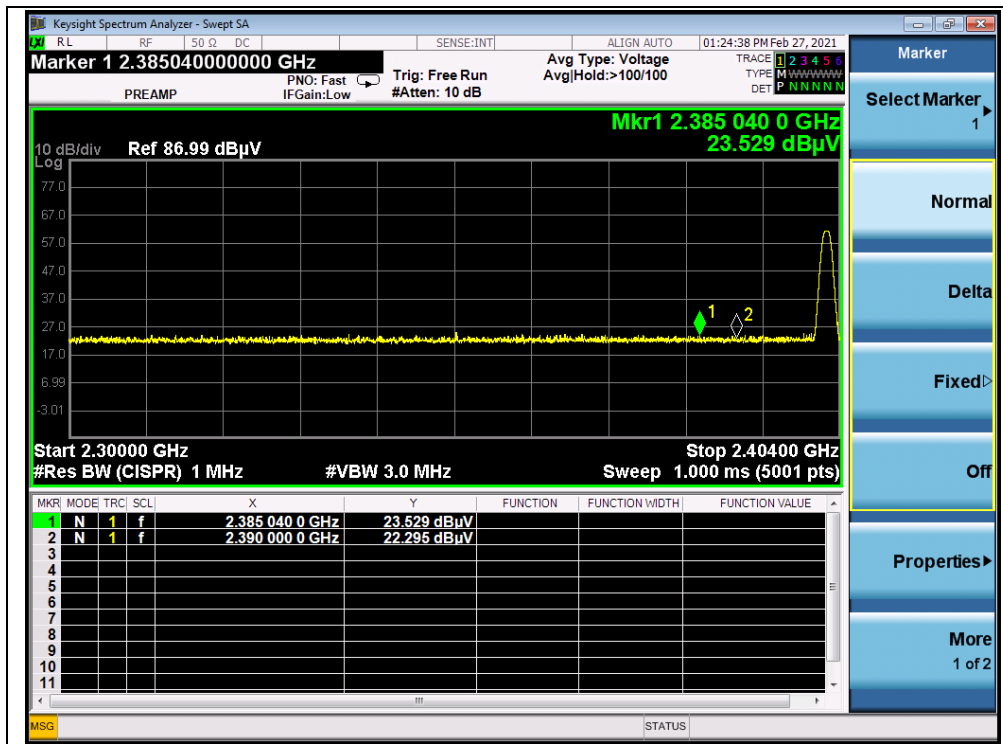 Keysight Spectrum Analyzer - Swept SA
LXI RL RF 50 Ω DC SENSE:INT ALIGN AUTO 01:24:38 PM Feb 27, 2021
Marker 1 2.385040000000 GHz
PREAMP
PNO: Fast
IFGain:Low
Trig: Free Run
#Atten: 10 dB
Avg Type: Voltage
Avg|Hold:>100/100
TRACE 1 2 3 4 5 6
TYPE M WWWWW
DET P N N N N N
Mkr1 2.385 040 0 GHz
23.529 dBµV
10 dB/div Ref 86.99 dBµV
Log
77.0
67.0
57.0
47.0
37.0
27.0
17.0
6.99
-3.01
1
2
Start 2.30000 GHz Stop 2.40400 GHz
#Res BW (CISPR) 1 MHz #VBW 3.0 MHz Sweep 1.000 ms (5001 pts)
MKR MODE TRC SCL X Y FUNCTION FUNCTION WIDTH FUNCTION VALUE
1 N 1 f 2.385 040 0 GHz 23.529 dBµV
2 N 1 f 2.390 000 0 GHz 22.295 dBµV
3
4
5
6
7
8
9
10
11
MSG STATUS
Marker
Select Marker
1
Normal
Delta
Fixed
Off
Properties
More
1 of 2